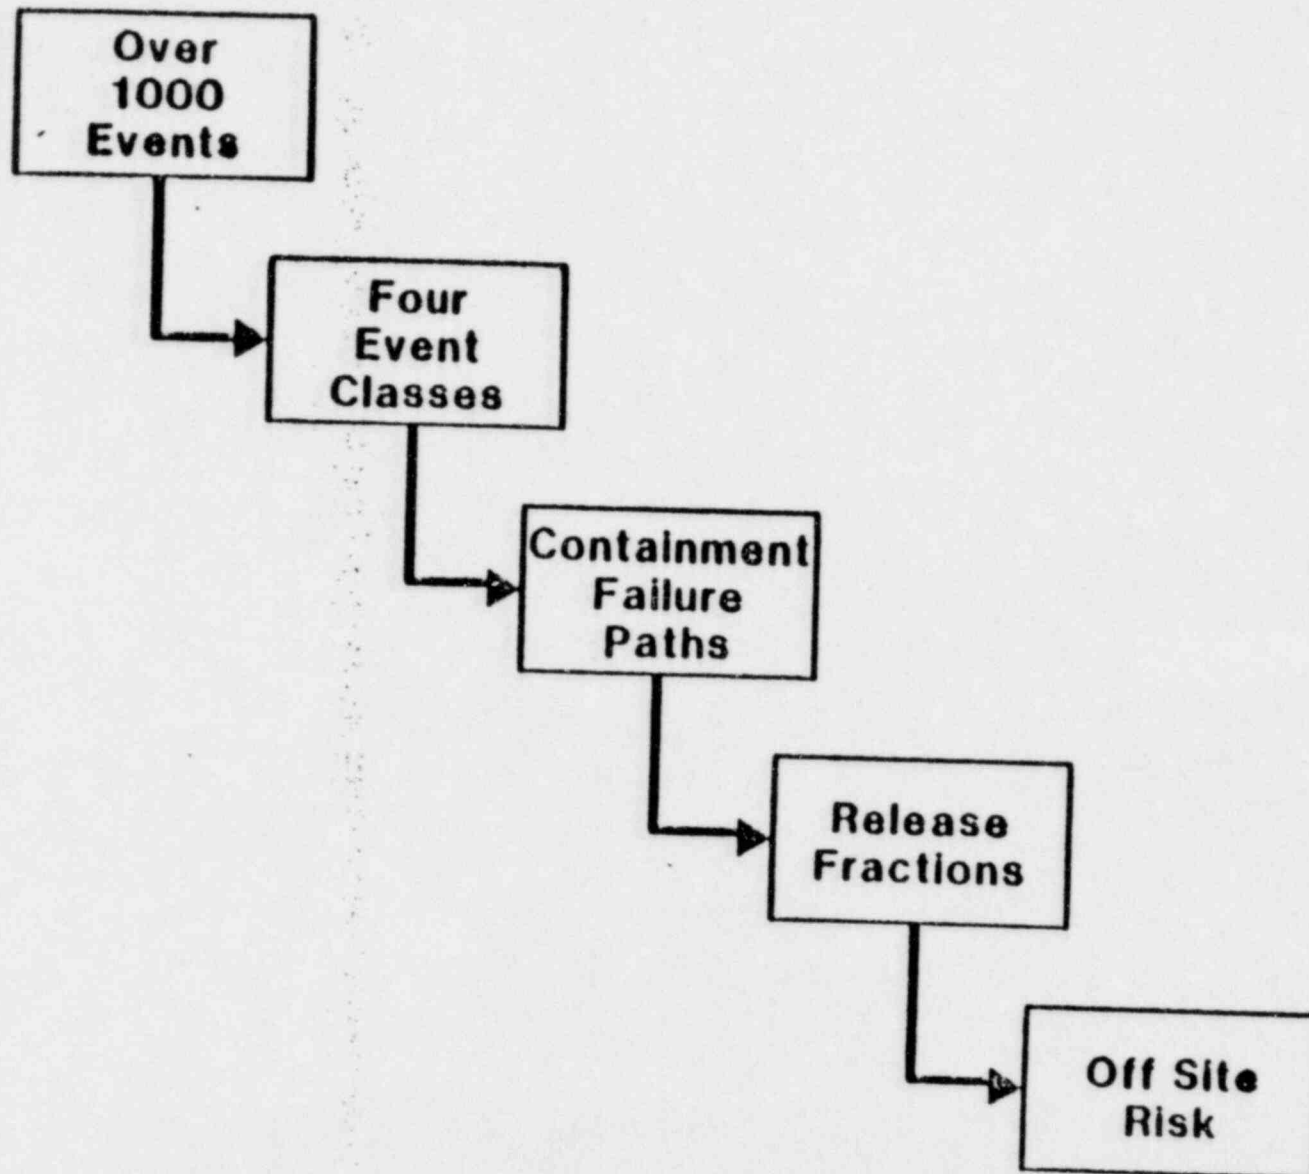 Over
1000
Events
Four
Event
Classes
Containment
Failure
Paths
Release
Fractions
Off Site
Risk